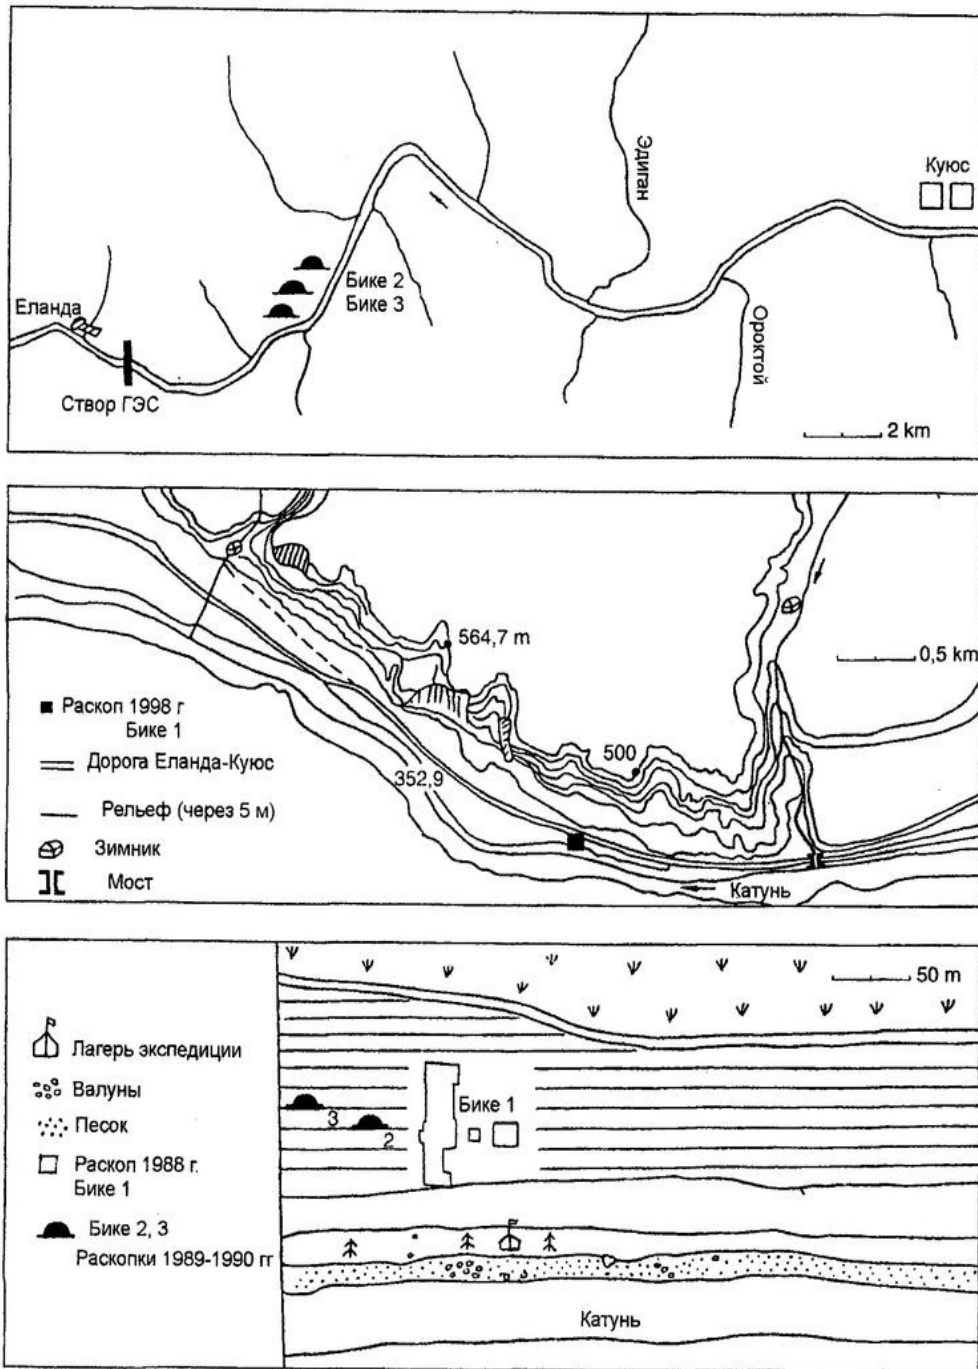 Эдиган
Куюс
Бике 2
Бике 3
Еланда
Ороктой
Створ ГЭС
2 km
564,7 m
0,5 km
Раскоп 1998 г
Бике 1
500
Дорога Еланда-Куюс
352,9
Рельеф (через 5 м)
Зимник
Мост
Катунь
50 m
Лагерь экспедиции
Валуны
Бике 1
3
Песок
2
Раскоп 1988 г.
Бике 1
Бике 2, 3
Раскопки 1989-1990 гг
Катунь